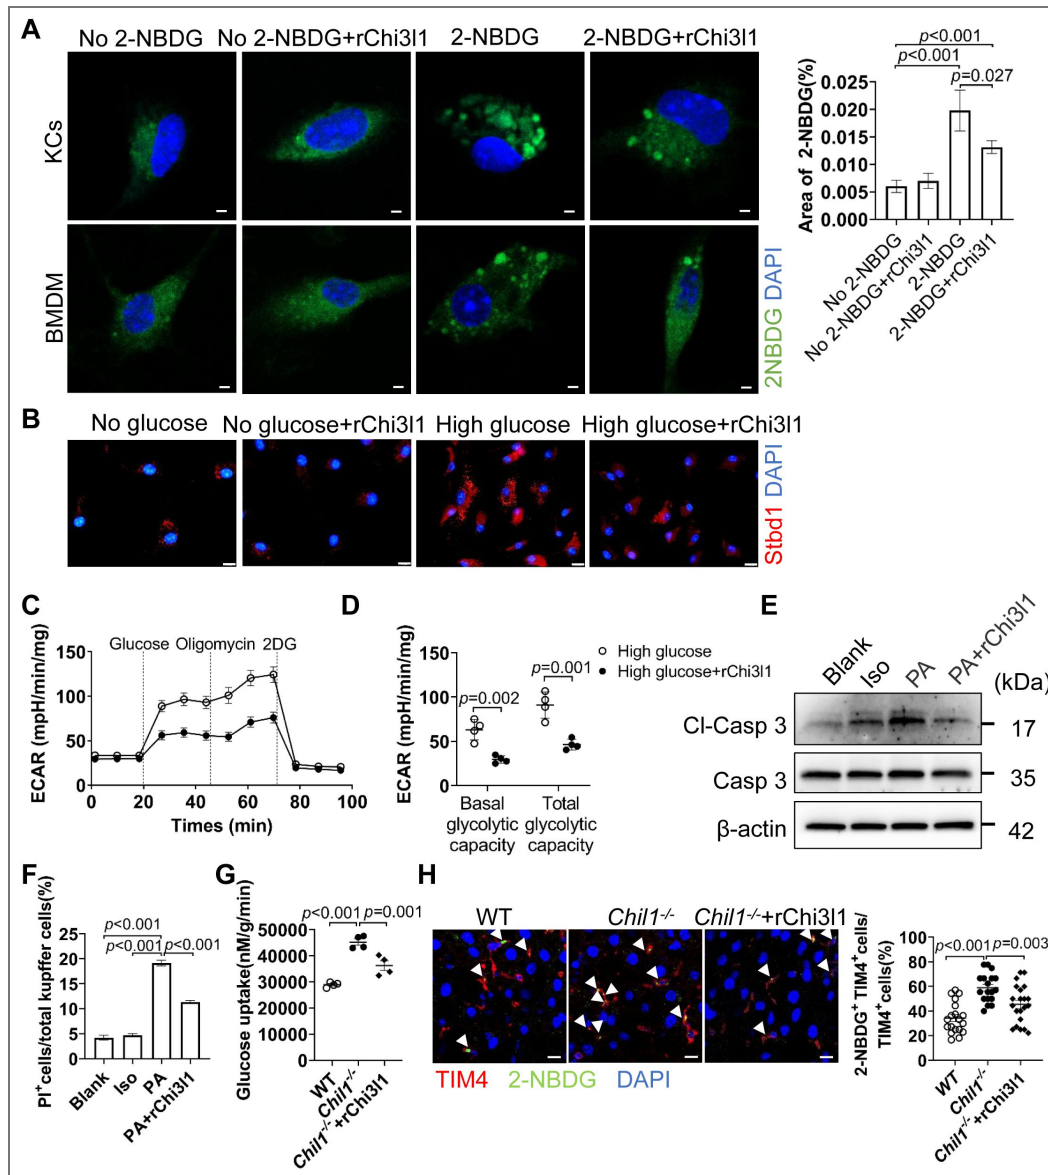 A
No 2-NBDG
No 2-NBDG+rChi3l1
2-NBDG
2-NBDG+rChi3l1
KCs
BMDM
2NBDG DAPI
p<0.001
p<0.001
p=0.027
Area of 2-NBDG(%)
0.025
0.020
0.015
0.010
0.005
0.000
No 2-NBDG
No 2-NBDG+rChi3l1
2-NBDG
2-NBDG+rChi3l1
B
No glucose
No glucose+rChi3l1
High glucose
High glucose+rChi3l1
Stbd1 DAPI
C
Glucose
Oligomycin
2DG
ECAR (mpH/min/mg)
150
100
50
0
0
20
40
60
80
100
Times (min)
D
High glucose
High glucose+rChi3l1
p=0.002
p=0.001
ECAR (mpH/min/mg)
150
100
50
0
Basal
glycolytic
capacity
Total
glycolytic
capacity
E
Blank
Iso
PA
PA+rChi3l1
(kDa)
Cl-Casp 3
17
Casp 3
35
β-actin
42
F
p<0.001
p<0.001
p<0.001
PI+cells/total kupffer cells(%)
25
20
15
10
5
0
Blank
Iso
PA
PA+rChi3l1
G
p<0.001
p=0.001
Glucose uptake(nM/g/min)
50000
40000
30000
20000
10000
0
WT
Chil1-/-
Chil1-/-+rChi3l1
H
WT
Chil1-/-
Chil1-/-+rChi3l1
TIM4
2-NBDG
DAPI
p<0.001
p=0.003
2-NBDG+ TIM4+cells/
TIM4+cells(%)
100
80
60
40
20
0
WT
Chil1-/-
Chil1-/-+rChi3l1